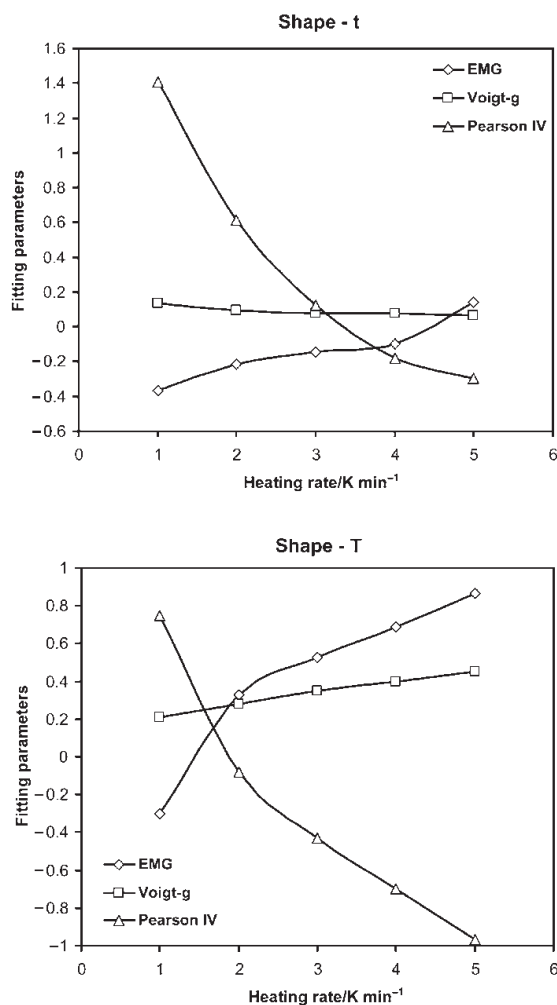 Shape - t
1.6
1.4
1.2
1
0.8
0.6
0.4
0.2
0
−0.2
−0.4
−0.6
Fitting parameters
EMG
Voigt-g
Pearson IV
0 1 2 3 4 5 6
Heating rate/K min⁻¹
Shape - T
1
0.8
0.6
0.4
0.2
0
−0.2
−0.4
−0.6
−0.8
−1
Fitting parameters
EMG
Voigt-g
Pearson IV
0 1 2 3 4 5 6
Heating rate/K min⁻¹